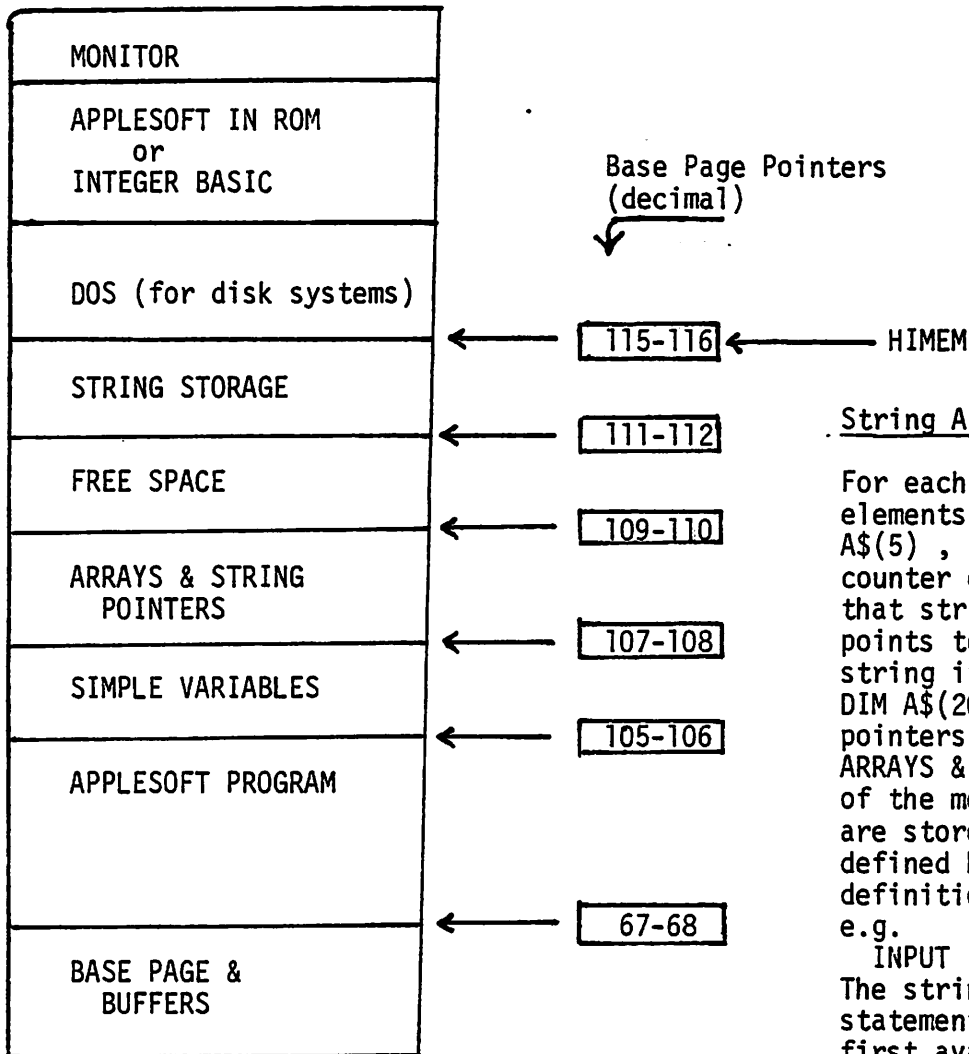 MONITOR
APPLESOFT IN ROM
or
INTEGER BASIC
DOS (for disk systems)
STRING STORAGE
FREE SPACE
ARRAYS & STRING
POINTERS
SIMPLE VARIABLES
APPLESOFT PROGRAM
BASE PAGE &
BUFFERS
Base Page Pointers
(decimal)
115-116
HIMEM
111-112
109-110
107-108
105-106
67-68
String A
For each
elements
A$(5) ,
counter
that str
points t
string i
DIM A$(2
pointers
ARRAYS &
of the m
are stor
defined
definiti
e.g.
INPUT
The strin
statement
first av